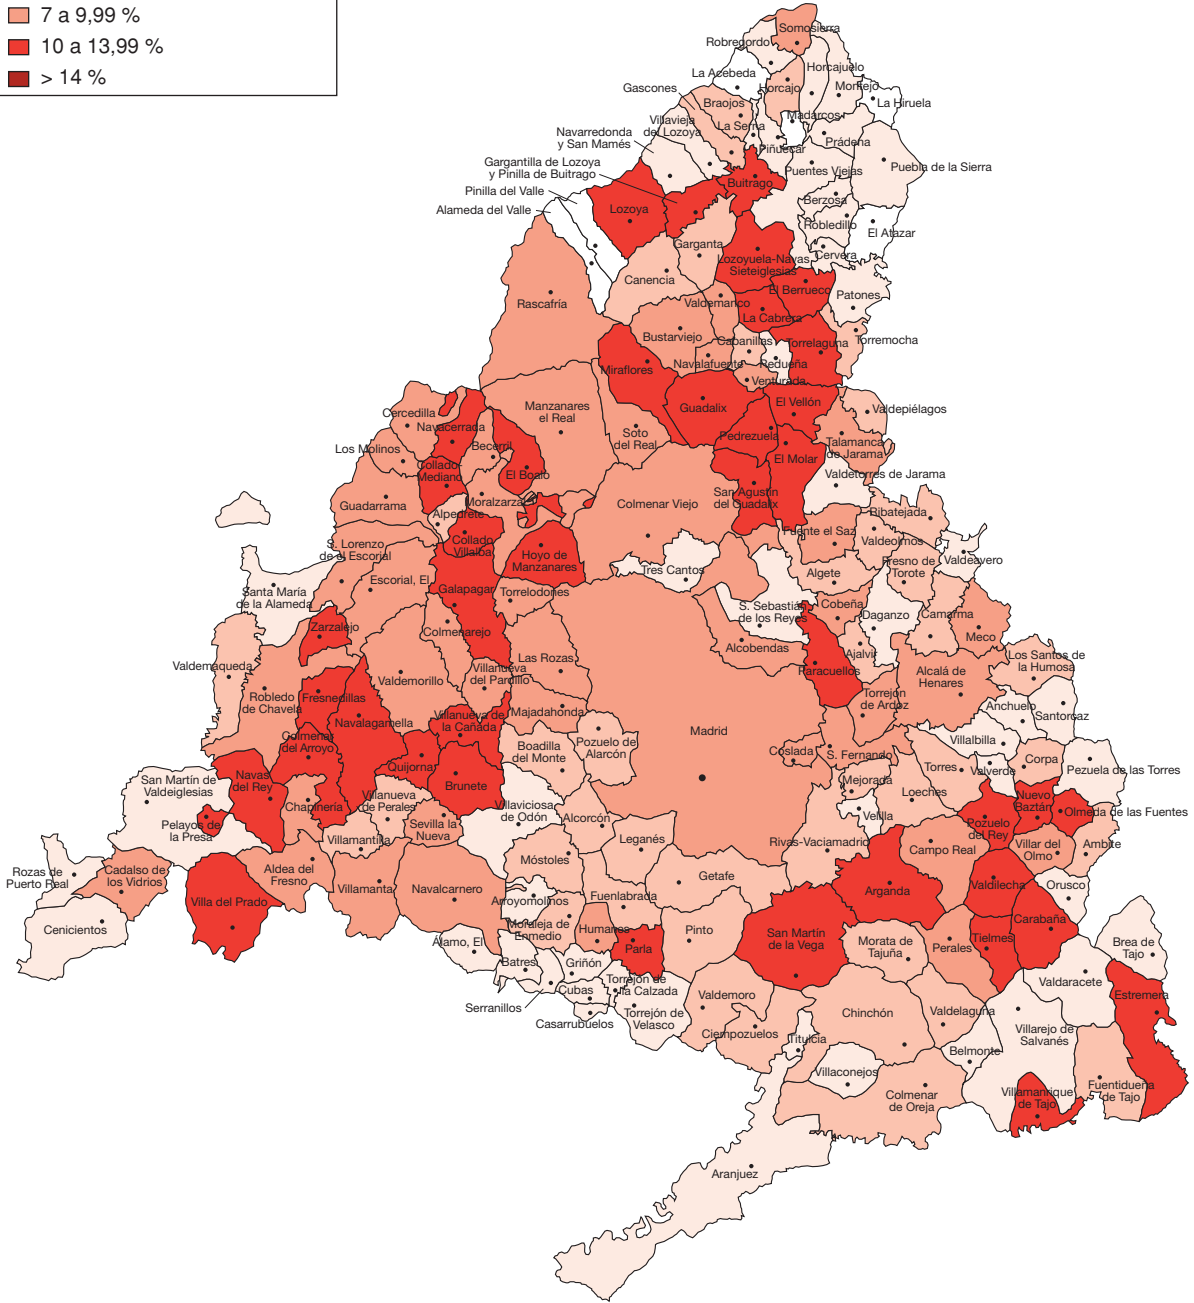 7 a 9,99 %
10 a 13,99 %
> 14 %
Somosierra
Robregordo
La Acebeda
Horcajuelo
Horcajo
Montejo
La Hiruela
Gascones
Braojos
Madarcos
Villavieja
del Lozoya
La Serna
Prádena
Navarredonda
y San Mamés
Piñuécar
Gargantilla de Lozoya
y Pinilla de Buitrago
Puentes Viejas
Puebla de la Sierra
Buitrago
Pinilla del Valle
Berzosa
Alameda del Valle
Lozoya
Robledillo
El Atazar
Garganta
Lozoyuela-Navas
Sieteiglesias
Cervera
Canencia
El Berrueco
Patones
Rascafría
Valdemanco
La Cabrera
Bustarviejo
Cabanillas
Torrelaguna
Torremocha
Miraflores
Navalafuente
Redueña
Venturada
Cercedilla
Manzanares
el Real
Guadalix
El Vellón
Valdepiélagos
Navacerrada
Soto
del Real
Pedrezuela
Talamanca
de Jarama
Los Molinos
Becerril
El Molar
Collado-
Mediano
El Boalo
Valdetorres de Jarama
Guadarrama
Moralzarzal
Colmenar Viejo
San Agustín
del Guadalix
Alpedrete
Ribatejada
Fuente el Saz
Valdeolmos
S. Lorenzo
de el Escorial
Collado
Villalba
Hoyo de
Manzanares
Fresno de
Torote
Valdeavero
Tres Cantos
Algete
Santa María
de la Alameda
Escorial, El
Galapagar
Torrelodones
S. Sebastián
de los Reyes
Cobeña
Daganzo
Camarma
Zarzalejo
Colmenarejo
Meco
Alcobendas
Ajalvir
Valdemaqueda
Las Rozas
Los Santos de
la Humosa
Villanueva
del Pardillo
Paracuellos
Alcalá de
Henares
Valdemorillo
Robledo
de Chavela
Fresnedillas
Torrejón
de Ardoz
Anchuelo
Santorcaz
Navalagamella
Villanueva de
la Cañada
Majadahonda
Madrid
Colmenar
del Arroyo
Boadilla
del Monte
Pozuelo de
Alarcón
Villalbilla
Coslada
S. Fernando
Quijorna
Torres
Valverde
Corpa
Pezuela de las Torres
San Martín de
Valdeiglesias
Navas
del Rey
Brunete
Mejorada
Loeches
Chapinería
Villanueva
de Perales
Nuevo
Baztán
Villaviciosa
de Odón
Velilla
Olmeda de las Fuentes
Pelayos de
la Presa
Sevilla la
Nueva
Alcorcón
Pozuelo
del Rey
Villamantilla
Leganés
Rivas-Vaciamadrid
Campo Real
Villar del
Olmo
Ambite
Rozas de
Puerto Real
Cadalso de
los Vidrios
Aldea del
Fresno
Móstoles
Getafe
Villamanta
Navalcarnero
Arganda
Valdilecha
Orusco
Villa del Prado
Arroyomolinos
Fuenlabrada
Carabaña
Cenicientos
Moraleja de
Enmedio
Humanes
Parla
Pinto
San Martín
de la Vega
Morata de
Tajuña
Perales
Tielmes
Álamo, El
Brea de
Tajo
Batres
Griñón
Torrejón de
la Calzada
Valdaracete
Cubas
Estremera
Serranillos
Valdemoro
Casarrubuelos
Torrejón de
Velasco
Chinchón
Valdelaguna
Ciempozuelos
Villarejo de
Salvanés
Titulcia
Belmonte
Villaconejos
Colmenar
de Oreja
Villamanrique
de Tajo
Fuentidueña
de Tajo
Aranjuez